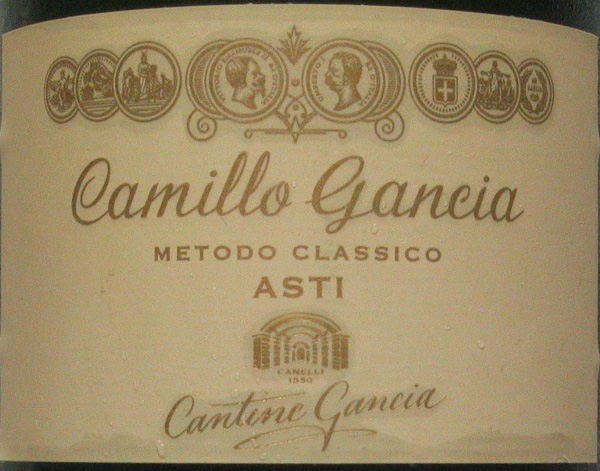 Camillo Gancia
METODO CLASSICO
ASTI
CANELLI
1850
Cantine Gancia